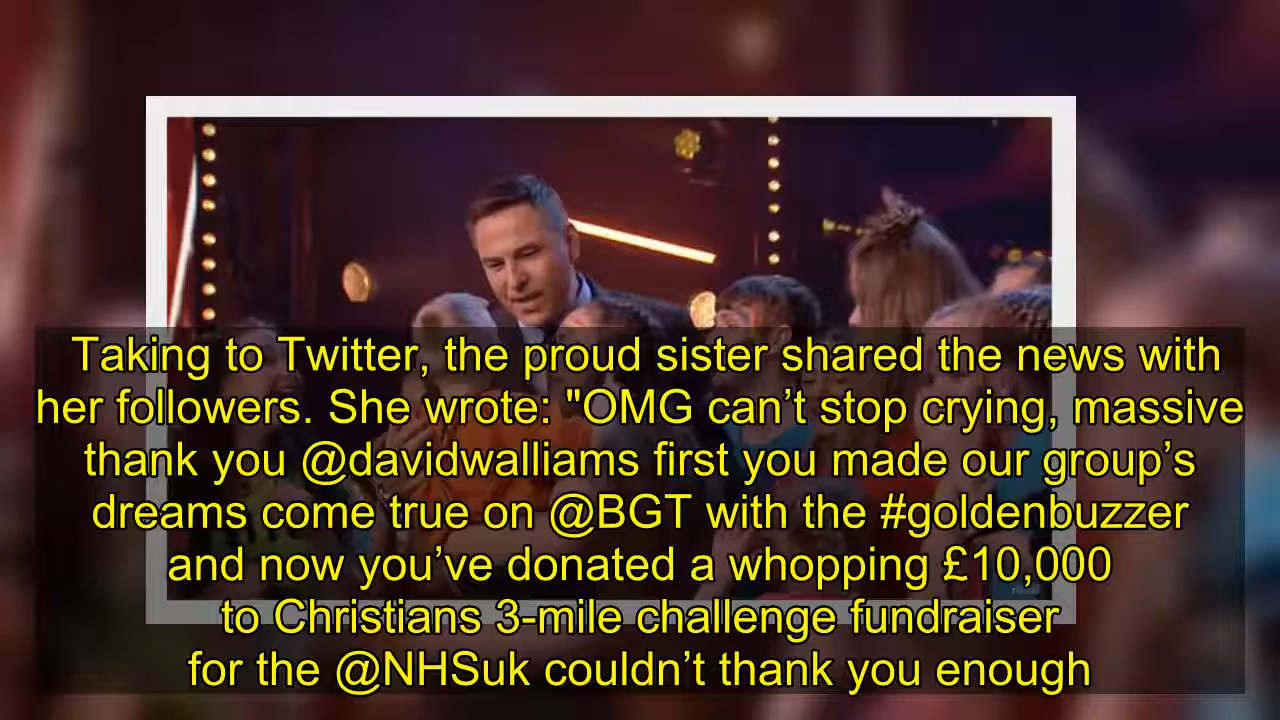 Taking to Twitter, the proud sister shared the news with
her followers. She wrote: "OMG can’t stop crying, massive
thank you @davidwalliams first you made our group’s
dreams come true on @BGT with the #goldenbuzzer
and now you’ve donated a whopping £10,000
to Christians 3-mile challenge fundraiser
for the @NHSuk couldn’t thank you enough